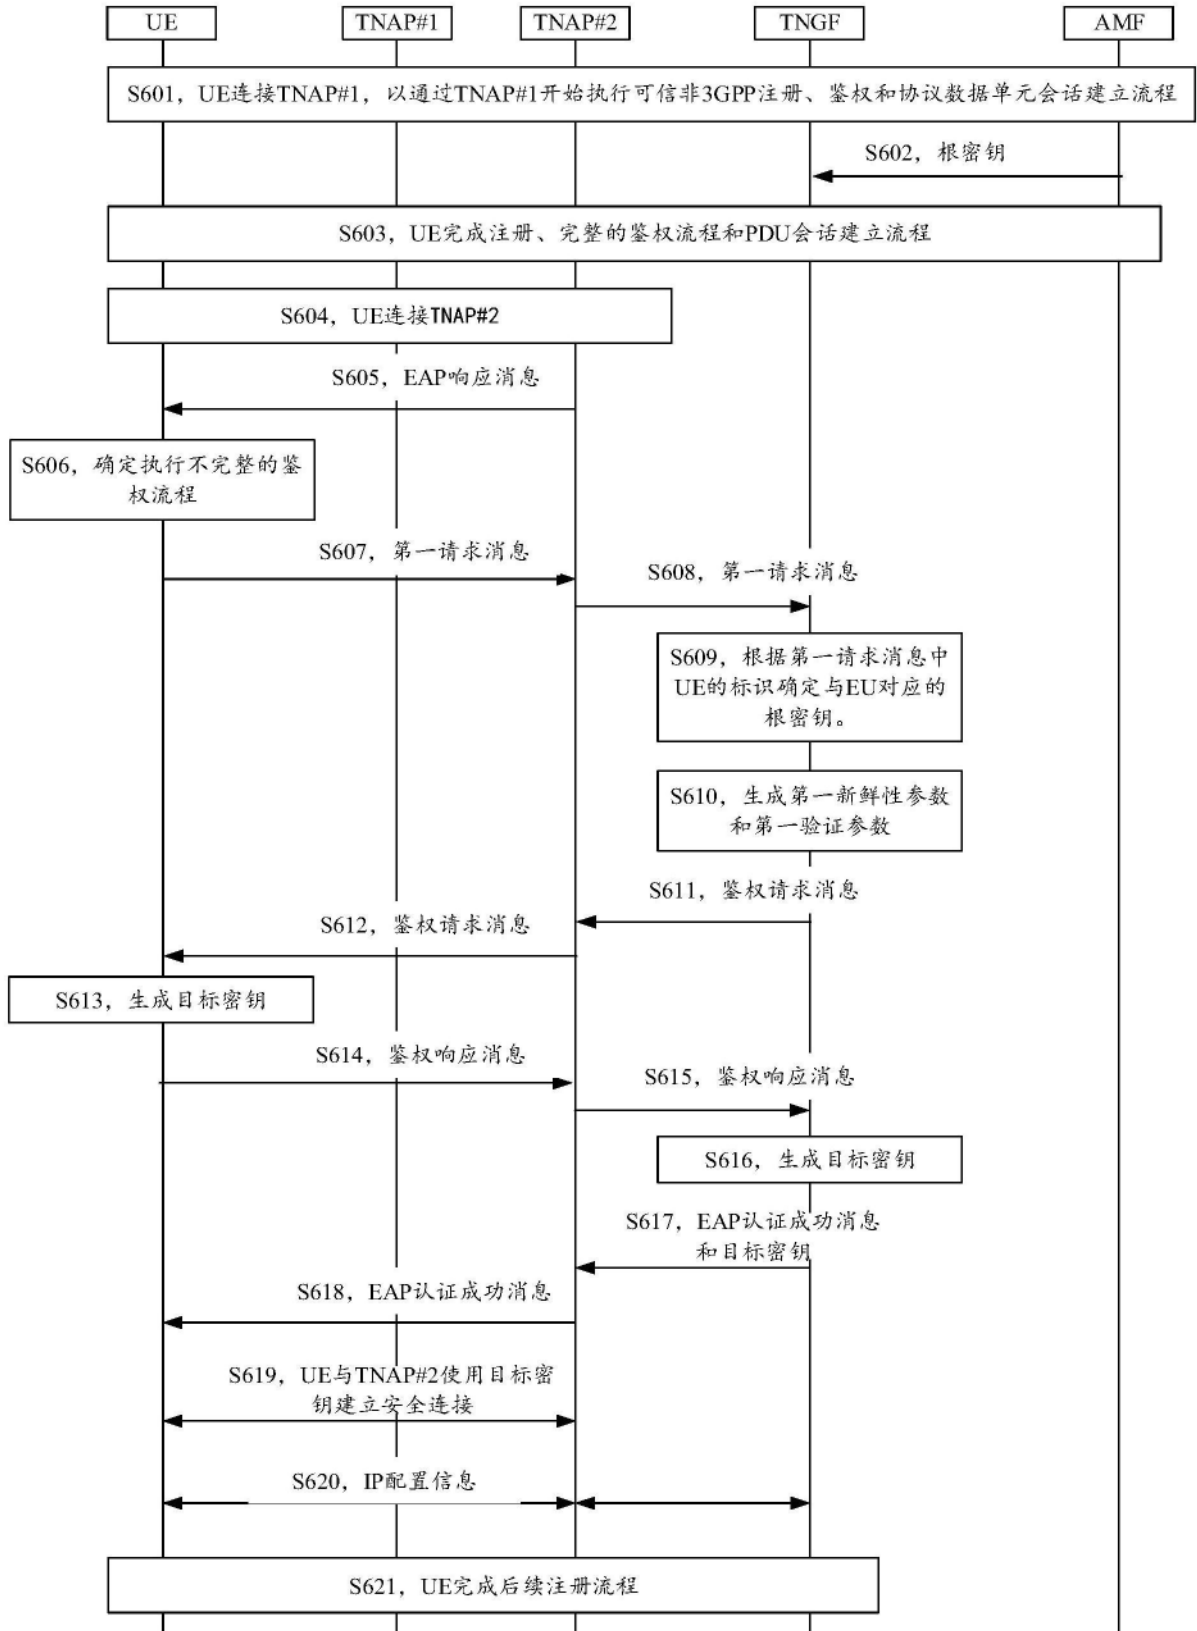 UE
TNAP#1
TNAP#2
TNGF
AMF
S601，UE连接TNAP#1，以通过TNAP#1开始执行可信非3GPP注册、鉴权和协议数据单元会话建立流程
S602，根密钥
S603，UE完成注册、完整的鉴权流程和PDU会话建立流程
S604，UE连接TNAP#2
S605，EAP响应消息
S606，确定执行不完整的鉴
权流程
S607，第一请求消息
S608，第一请求消息
S609，根据第一请求消息中
UE的标识确定与EU对应的
根密钥。
S610，生成第一新鲜性参数
和第一验证参数
S611，鉴权请求消息
S612，鉴权请求消息
S613，生成目标密钥
S614，鉴权响应消息
S615，鉴权响应消息
S616，生成目标密钥
S617，EAP认证成功消息
和目标密钥
S618，EAP认证成功消息
S619，UE与TNAP#2使用目标密
钥建立安全连接
S620，IP配置信息
S621，UE完成后续注册流程